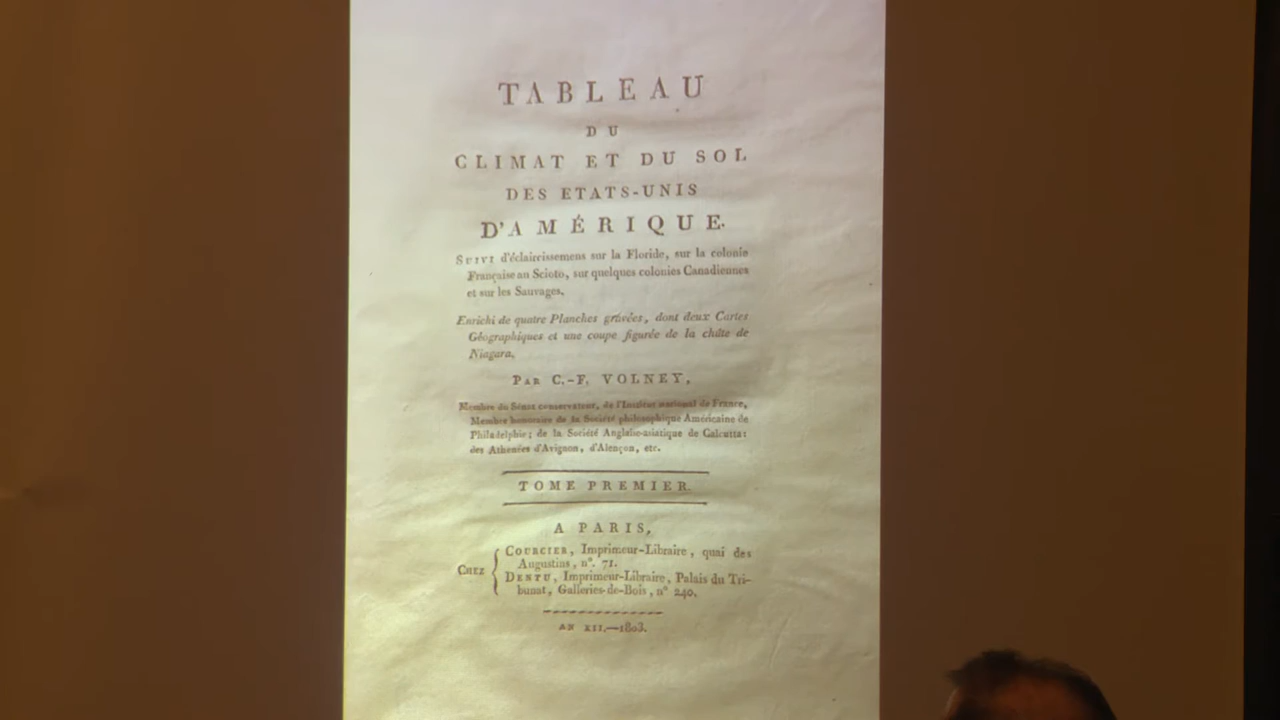 TABLEAU
DU
CLIMAT ET DU SOL
DES ETATS-UNIS
D'AMÉRIQUE.
SUIVI d'éclaircissemens sur la Floride, sur la colonie
Française au Scioto, sur quelques colonies Canadiennes
et sur les Sauvages.
Enrichi de quatre Planches gravées, dont deux Cartes
Géographiques et une coupe figurée de la chûte de
Niagara.
PAR C.-F. VOLNEY,
Membre du Sénat conservateur, de l'Institut national de France,
Membre honoraire de la Société philosophique Américaine de
Philadelphie; de la Société Anglaise-asiatique de Calcutta;
des Athénées d'Avignon, d'Alençon, etc.
TOME PREMIER.
A PARIS,
CHEZ
COURCIER, Imprimeur-Libraire, quai des
Augustins, n°. 71.
DENTU, Imprimeur-Libraire, Palais du Tri-
bunat, Galleries-de-Bois, n° 240.
AN XII.—1803.